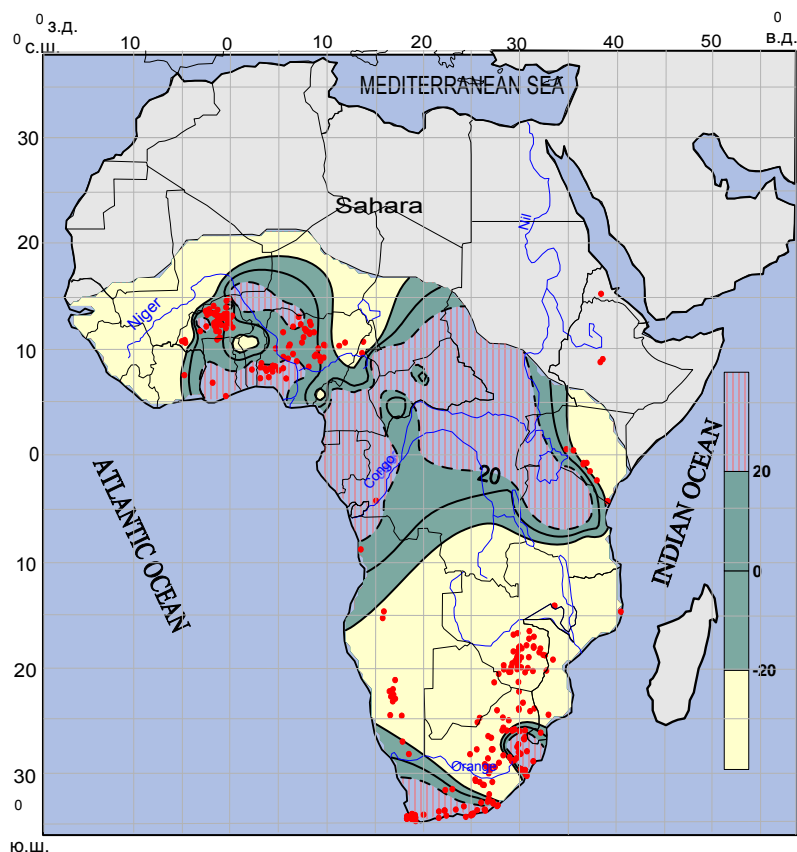 0 з.д.
0
0 с.ш.
10
0
10
20
30
40
50
в.д.
MEDITERRANEAN SEA
30
Sahara
Nil
20
Niger
10
0
Congo
20
ATLANTIC OCEAN
INDIAN OCEAN
20
0
-20
10
20
30
Orange
0
ю.ш.